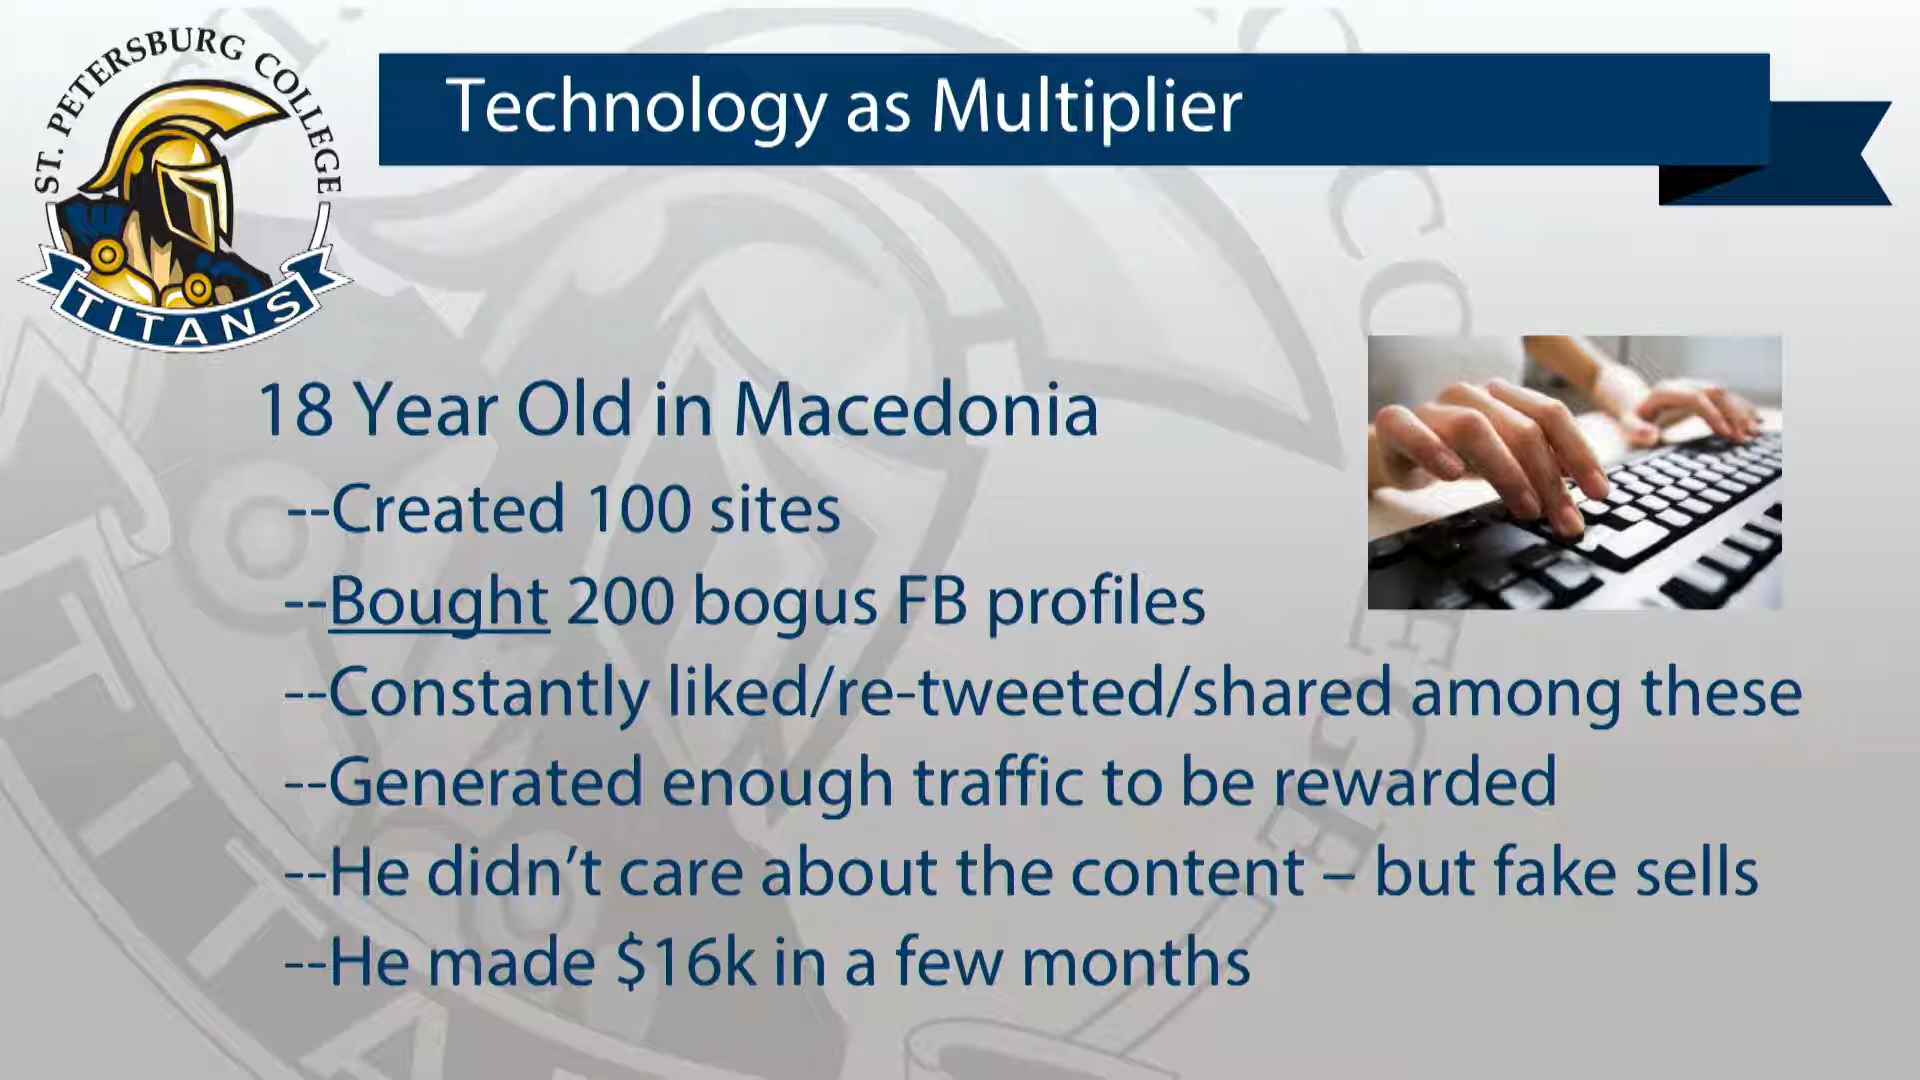 ST. PETERSBURG COLLEGE
TITANS
Technology as Multiplier
18 Year Old in Macedonia
--Created 100 sites
--Bought 200 bogus FB profiles
--Constantly liked/re-tweeted/shared among these
--Generated enough traffic to be rewarded
--He didn’t care about the content – but fake sells
--He made $16k in a few months